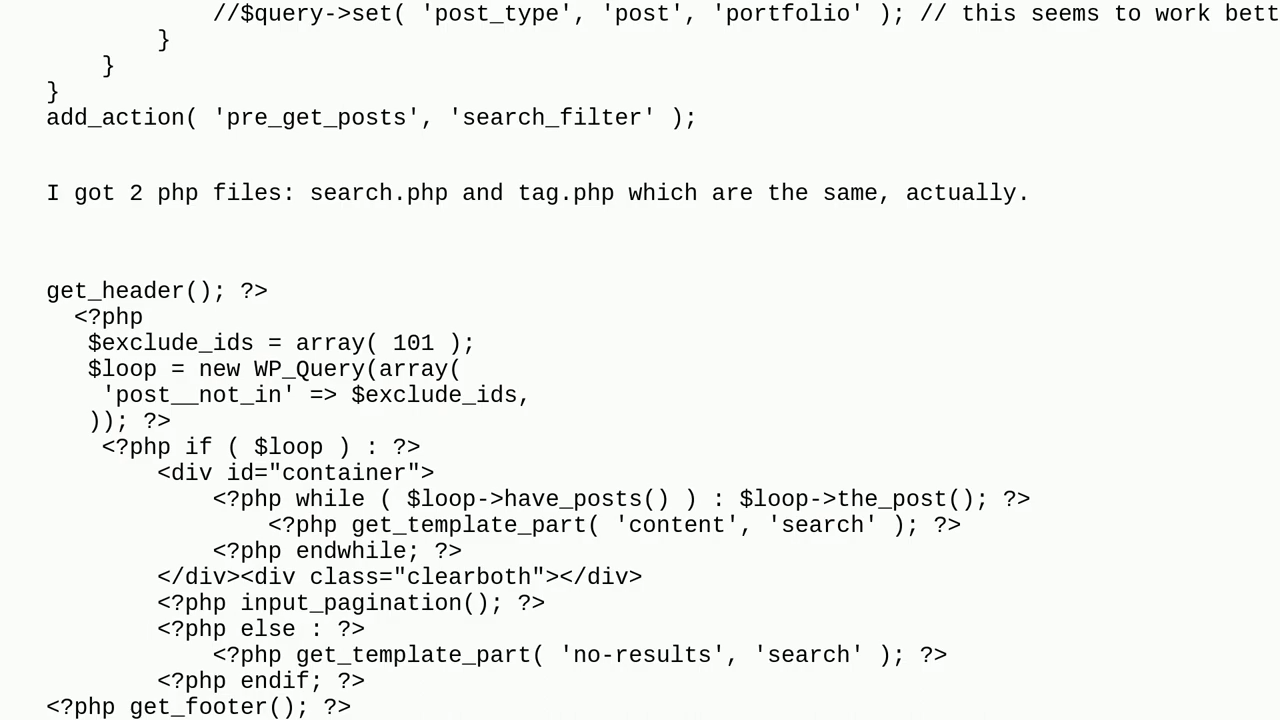 //$query->set( 'post_type', 'post', 'portfolio' ); // this seems to work bett
}
}
}
add_action( 'pre_get_posts', 'search_filter' );
I got 2 php files: search.php and tag.php which are the same, actually.
get_header(); ?>
<?php
$exclude_ids = array( 101 );
$loop = new WP_Query(array(
'post__not_in' => $exclude_ids,
)); ?>
<?php if ( $loop ) : ?>
<div id="container">
<?php while ( $loop->have_posts() ) : $loop->the_post(); ?>
<?php get_template_part( 'content', 'search' ); ?>
<?php endwhile; ?>
</div><div class="clearboth"></div>
<?php input_pagination(); ?>
<?php else : ?>
<?php get_template_part( 'no-results', 'search' ); ?>
<?php endif; ?>
<?php get_footer(); ?>